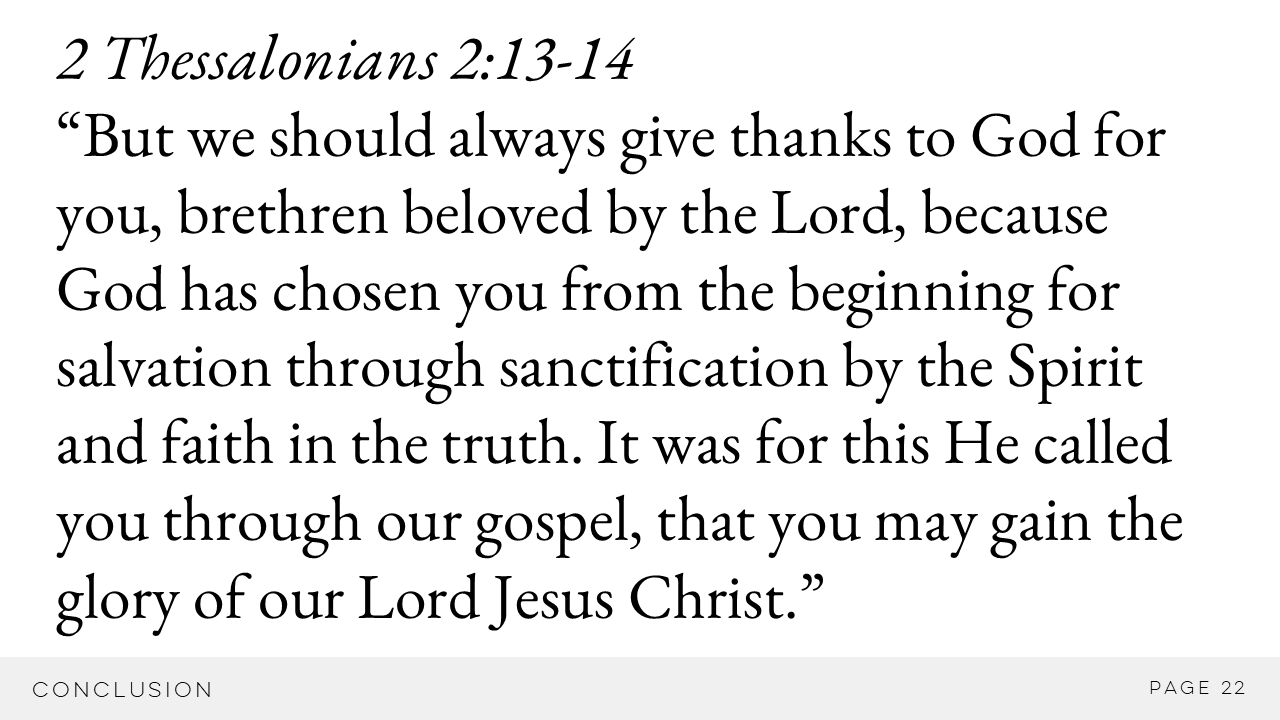 2 Thessalonians 2:13-14
“But we should always give thanks to God for
you, brethren beloved by the Lord, because
God has chosen you from the beginning for
salvation through sanctification by the Spirit
and faith in the truth. It was for this He called
you through our gospel, that you may gain the
glory of our Lord Jesus Christ.”
CONCLUSION
PAGE 22